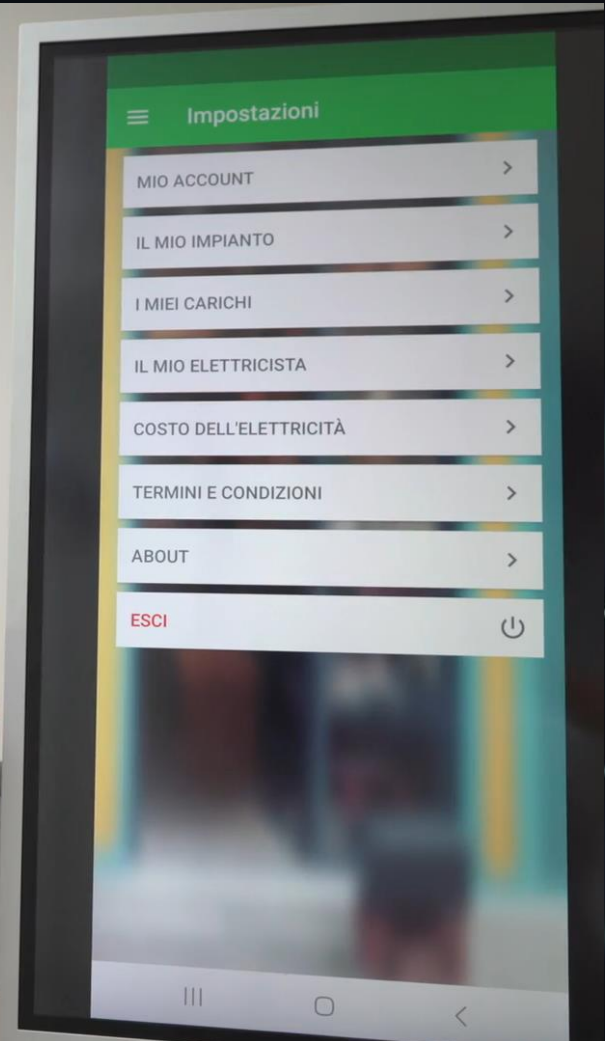 Impostazioni
MIO ACCOUNT
IL MIO IMPIANTO
I MIEI CARICHI
IL MIO ELETTRICISTA
COSTO DELL'ELETTRICITÀ
TERMINI E CONDIZIONI
ABOUT
ESCI